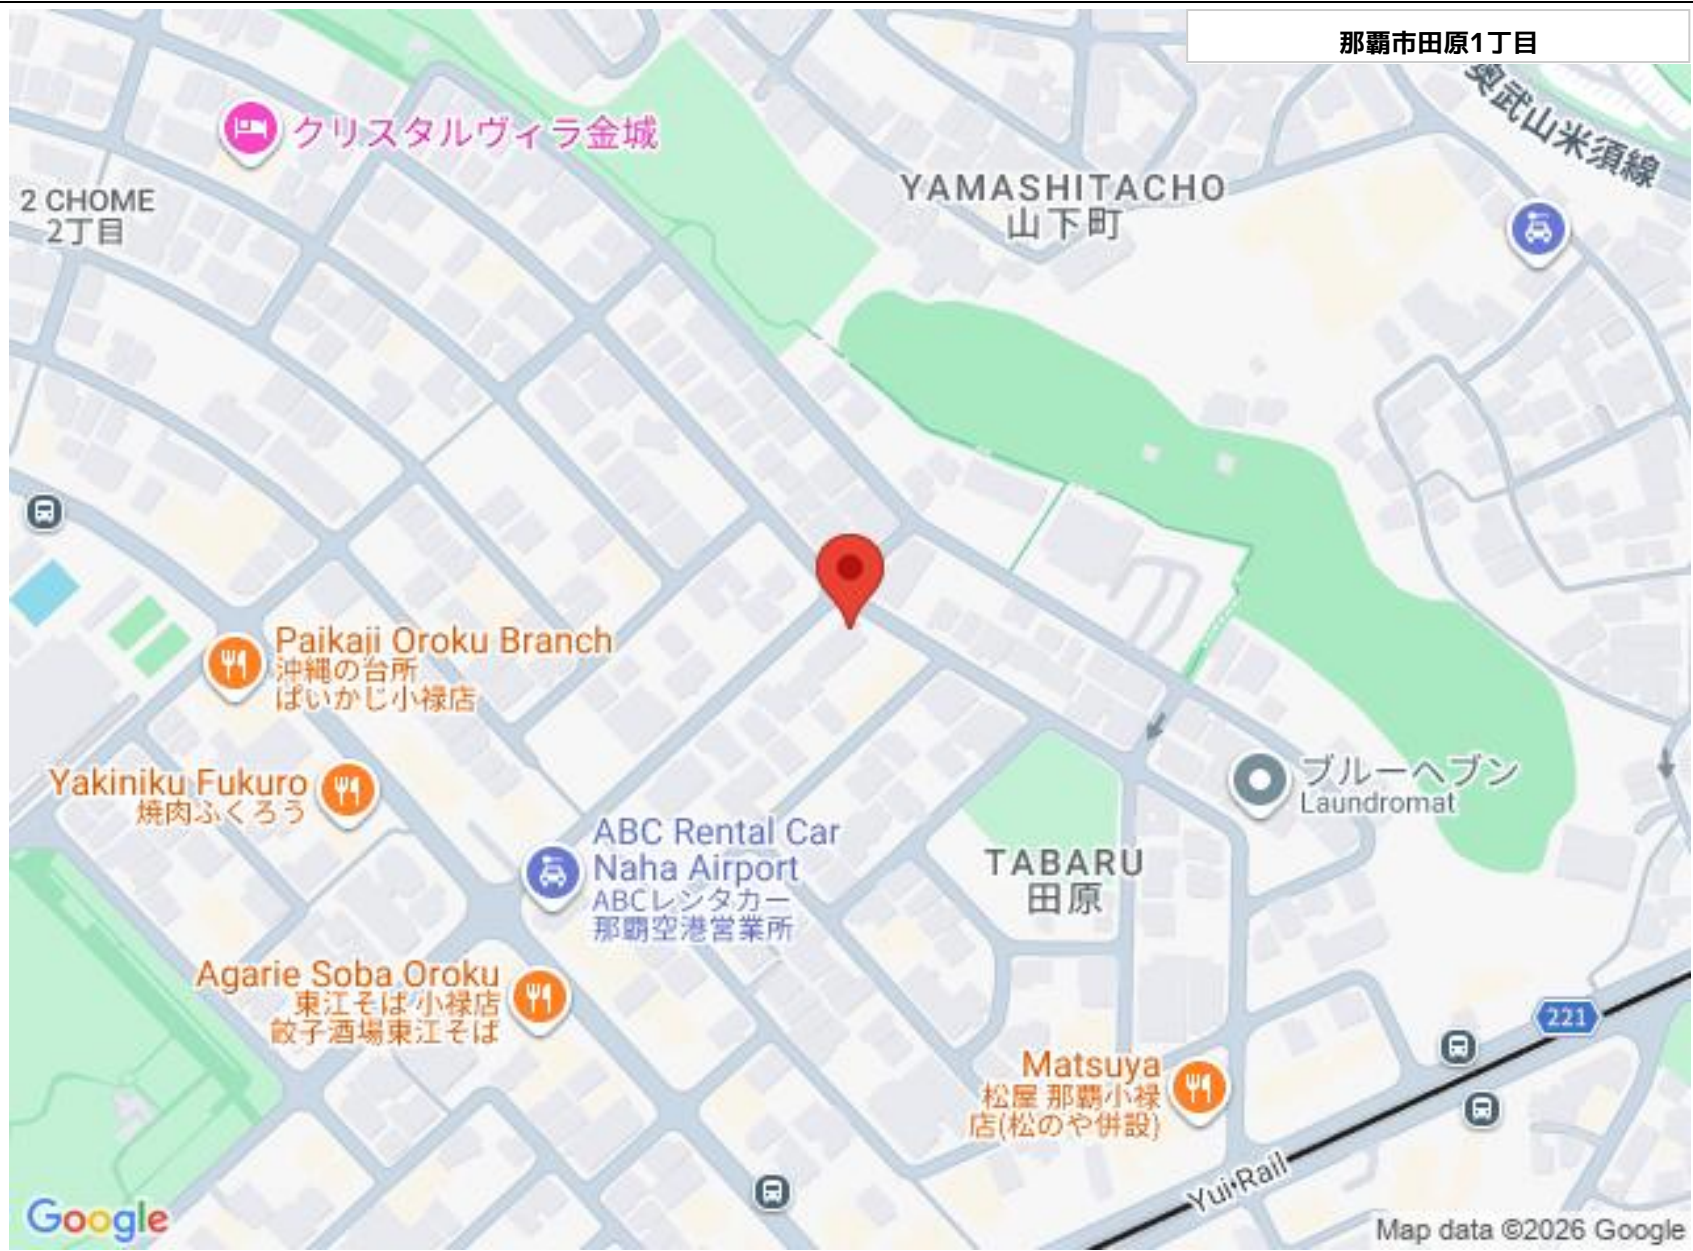 那覇市田原1丁目
奥武山米須線
クリスタルヴィラ金城
YAMASHITACHO
山下町
2 CHOME
2丁目
Paikaji Oroku Branch
沖縄の台所
ぱいかじ小禄店
Yakiniku Fukuro
焼肉ふくろう
ブルーヘブン
Laundromat
ABC Rental Car
Naha Airport
ABCレンタカー
那覇空港営業所
TABARU
田原
Agarie Soba Oroku
東江そば 小禄店
餃子酒場東江そば
221
Matsuya
松屋 那覇小禄
店(松のや併設)
Yui Rail
Google
Map data ©2026 Google